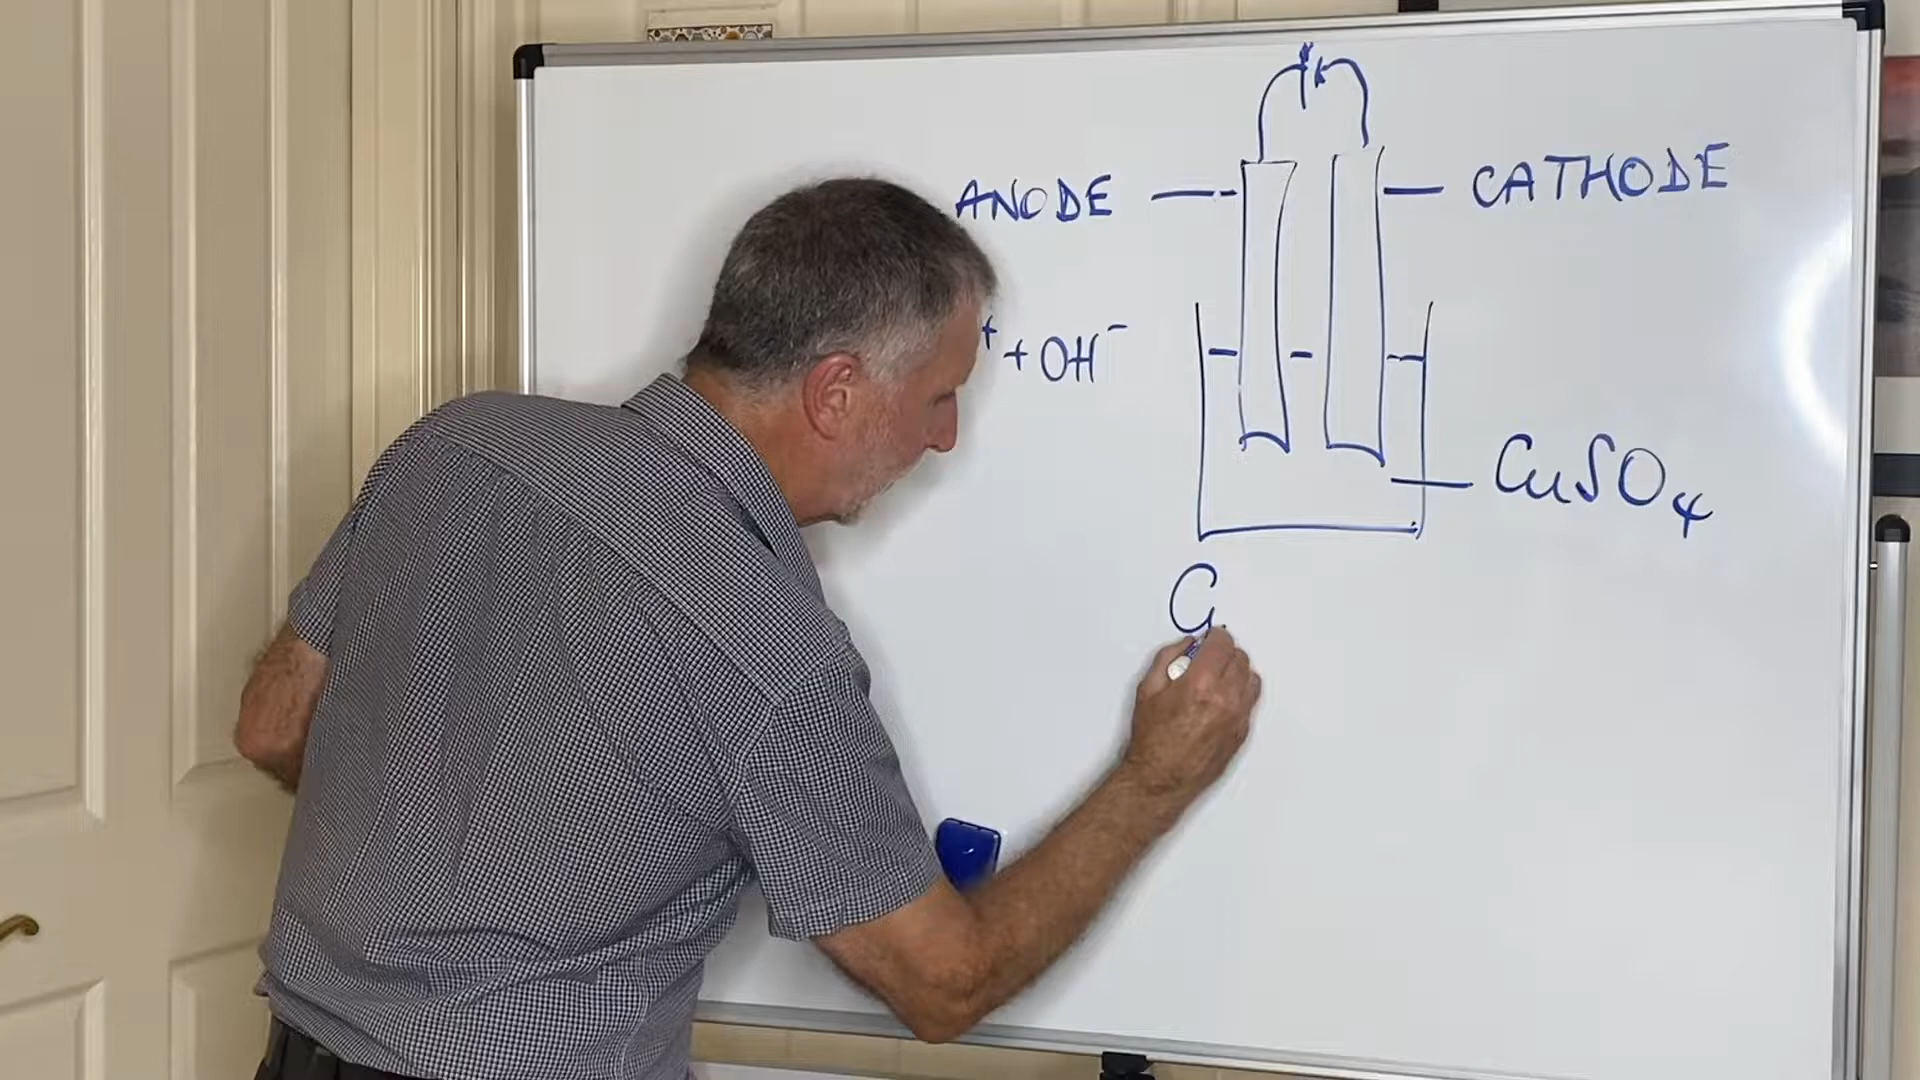 ANODE
CATHODE
⁺ + OH⁻
CuSO₄
C